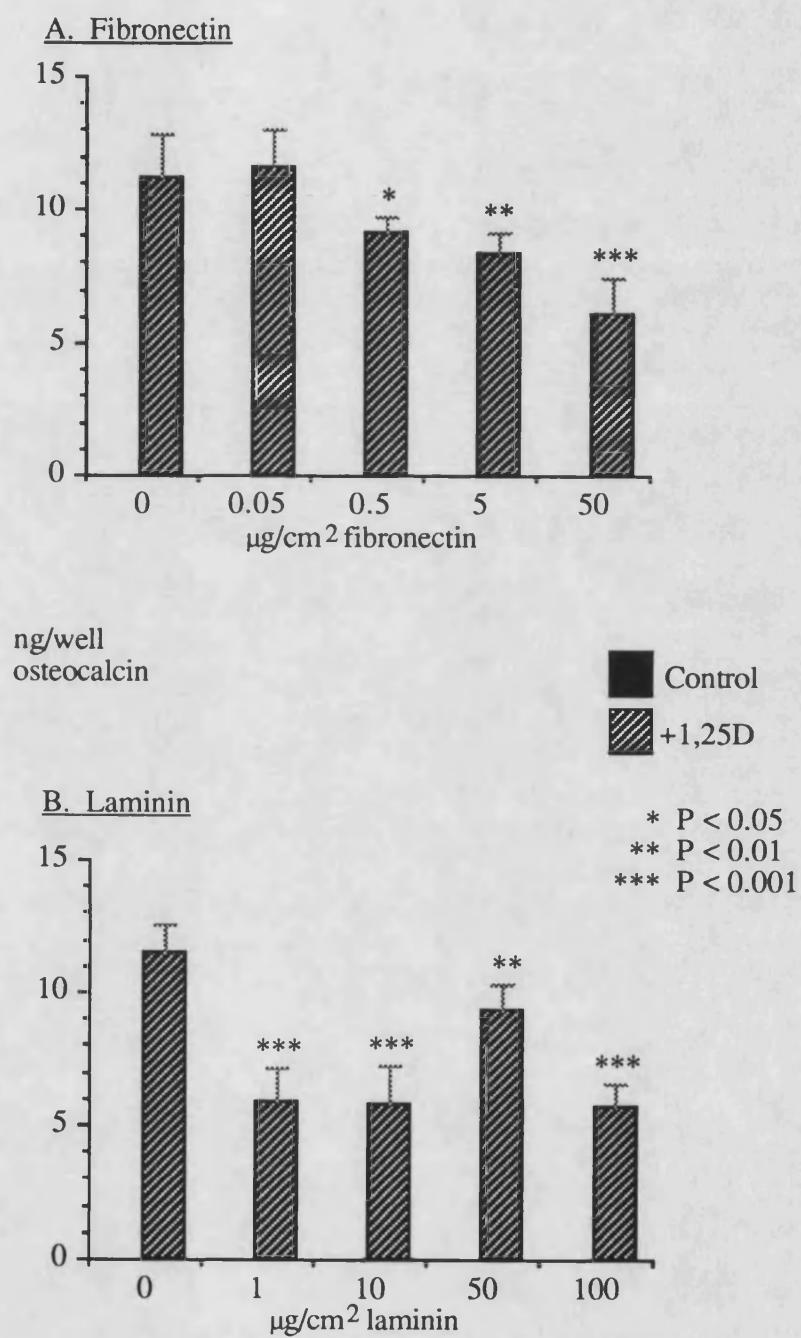 A. Fibronectin
15
10
5
0
*
**
***
0 0.05 0.5 5 50
µg/cm² fibronectin
ng/well
osteocalcin
Control
+1,25D
* P < 0.05
** P < 0.01
*** P < 0.001
B. Laminin
15
10
5
0
***
***
**
***
0 1 10 50 100
µg/cm² laminin